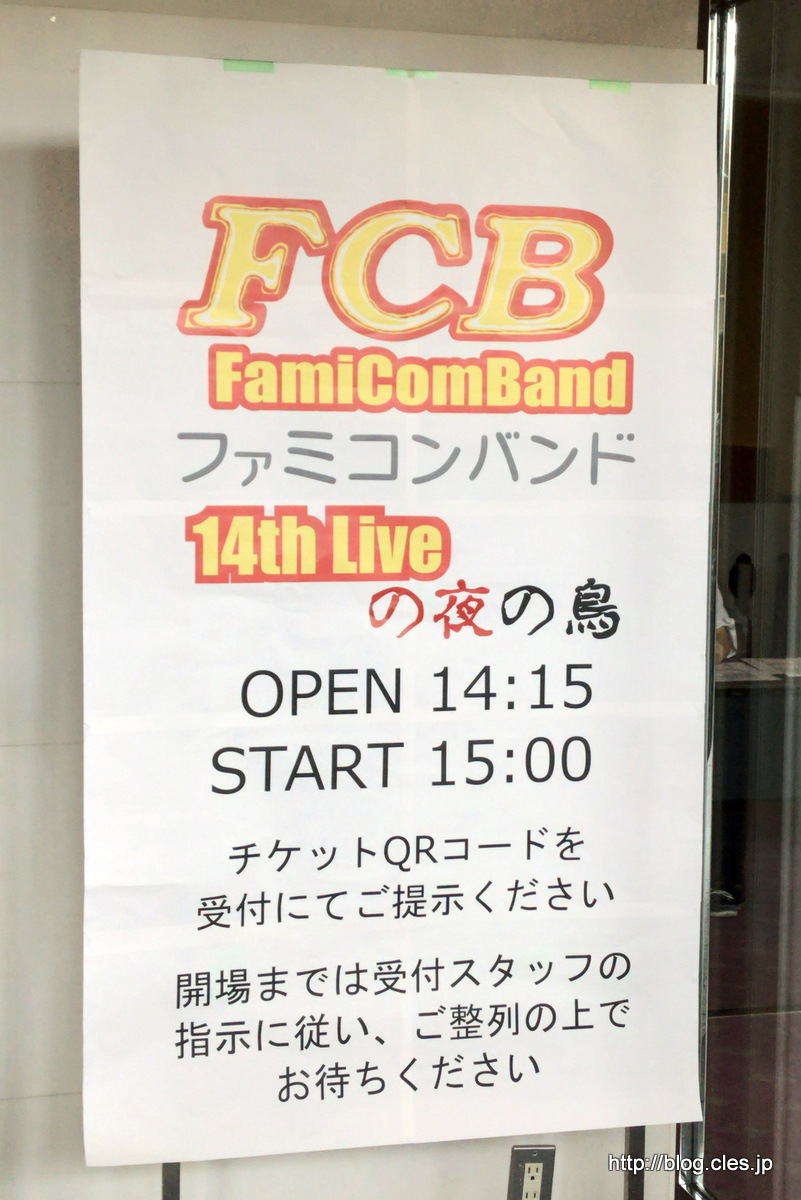 FCB
FamiComBand
ファミコンバンド
14th Live
の夜の鳥
OPEN 14:15
START 15:00
チケットQRコードを
受付にてご提示ください
開場までは受付スタッフの
指示に従い、ご整列の上で
お待ちください
http://blog.cles.jp